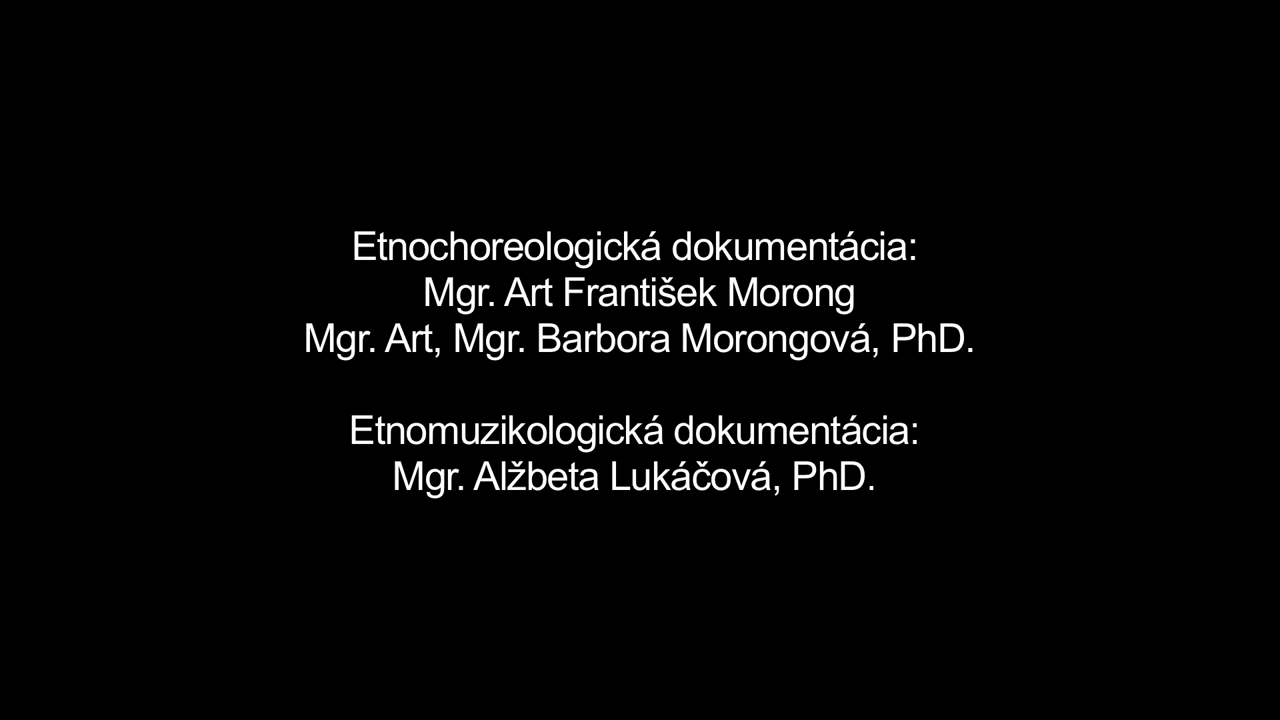 Etnochoreologická dokumentácia:
Mgr. Art František Morong
Mgr. Art, Mgr. Barbora Morongová, PhD.
Etnomuzikologická dokumentácia:
Mgr. Alžbeta Lukáčová, PhD.